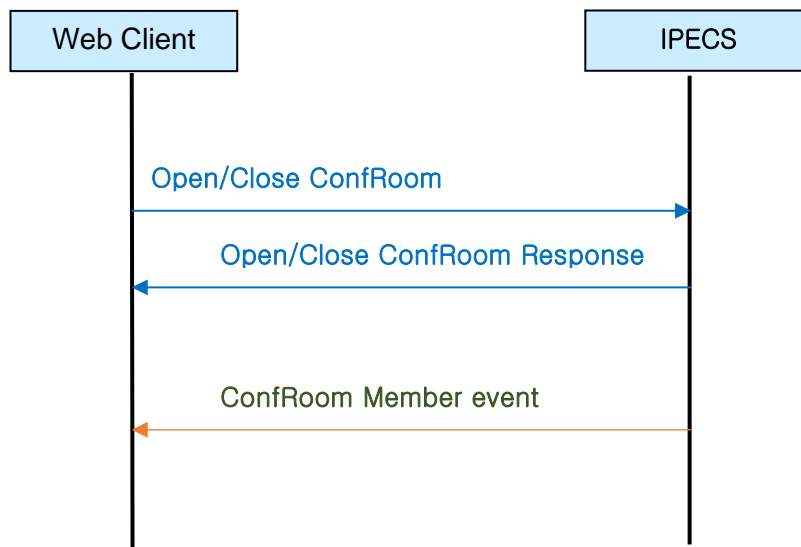 Web Client
IPECS
Open/Close ConfRoom
Open/Close ConfRoom Response
ConfRoom Member event